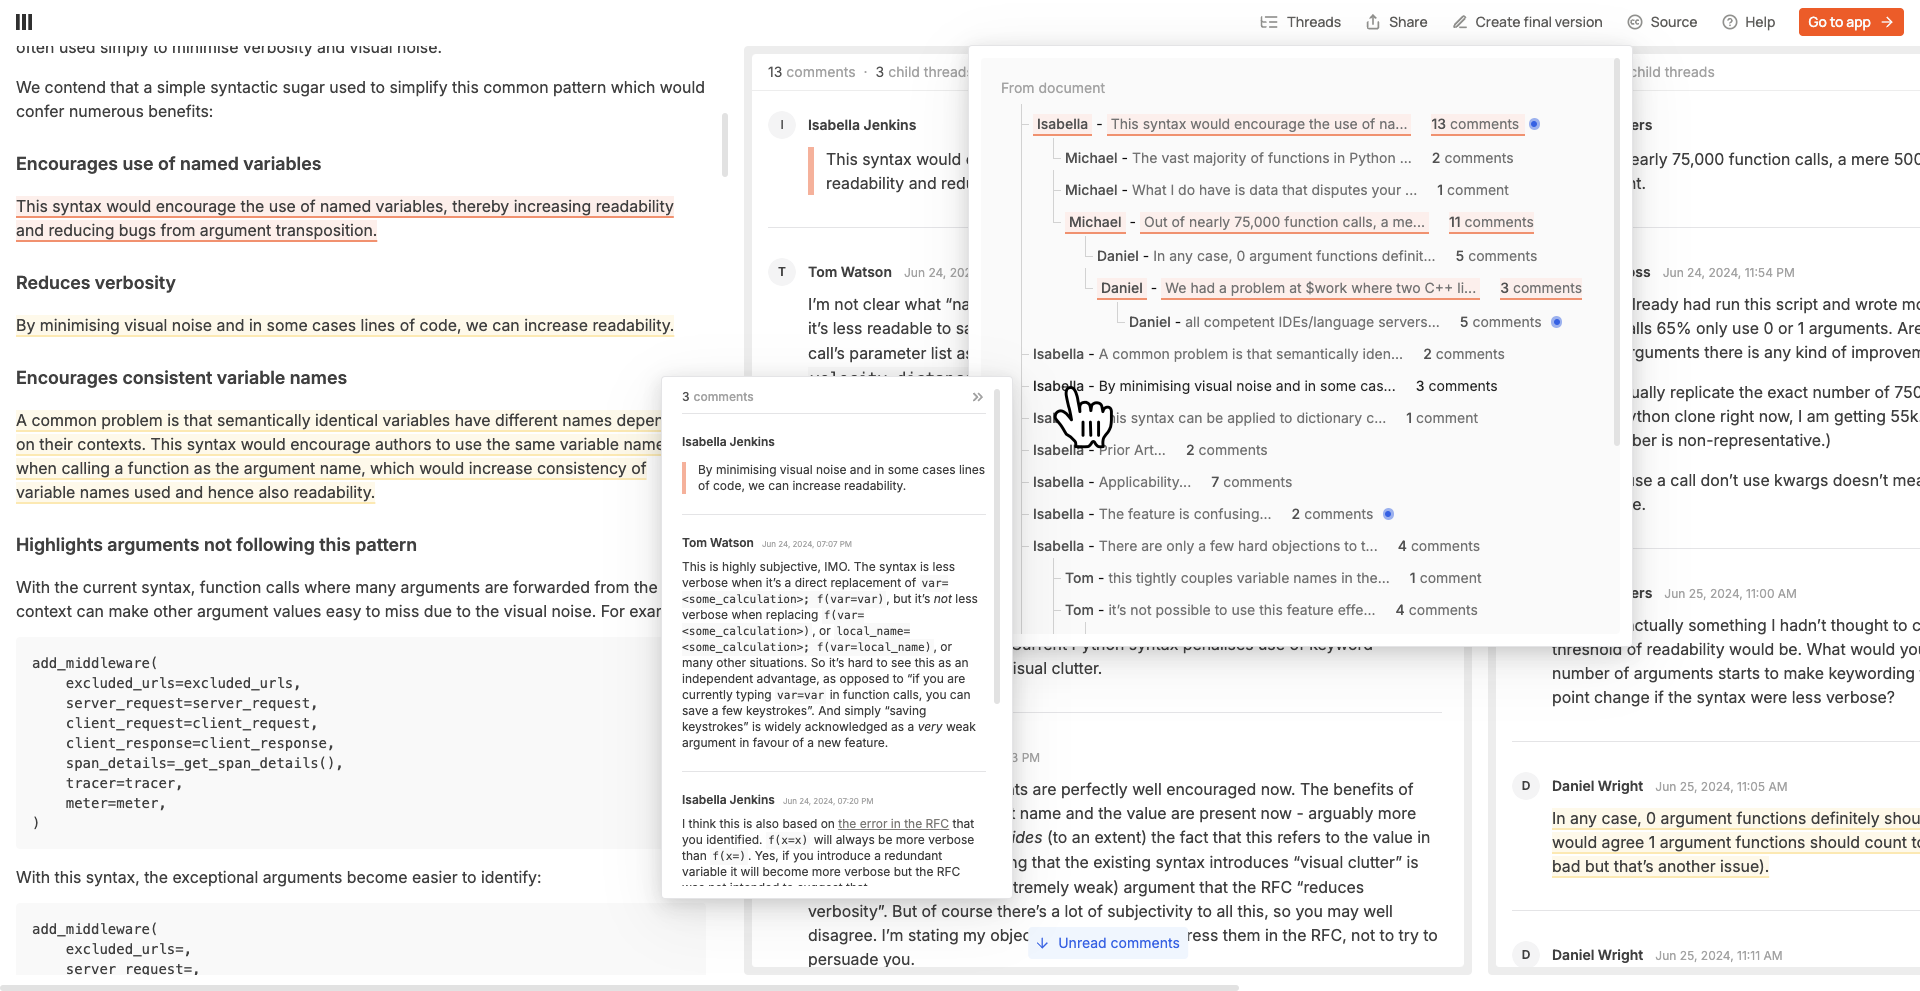 Threads
Share
Create final version
Source
Help
Go to app
often used simply to minimise verbosity and visual noise.
We contend that a simple syntactic sugar used to simplify this common pattern which would
confer numerous benefits:
Encourages use of named variables
This syntax would encourage the use of named variables, thereby increasing readability
and reducing bugs from argument transposition.
Reduces verbosity
By minimising visual noise and in some cases lines of code, we can increase readability.
Encourages consistent variable names
A common problem is that semantically identical variables have different names depen
on their contexts. This syntax would encourage authors to use the same variable name
when calling a function as the argument name, which would increase consistency of
variable names used and hence also readability.
Highlights arguments not following this pattern
With the current syntax, function calls where many arguments are forwarded from the
context can make other argument values easy to miss due to the visual noise. For exar
add_middleware(
excluded_urls=excluded_urls,
server_request=server_request,
client_request=client_request,
client_response=client_response,
span_details=_get_span_details(),
tracer=tracer,
meter=meter,
)
With this syntax, the exceptional arguments become easier to identify:
add_middleware(
excluded_urls=,
server_request=,
13 comments · 3 child threads
I
Isabella Jenkins
This syntax would
readability and redu
T
Tom Watson Jun 24, 202
I'm not clear what "na
it's less readable to sa
call's parameter list as
velocity, distance
From document
Isabella - This syntax would encourage the use of na... 13 comments
Michael - The vast majority of functions in Python ... 2 comments
Michael - What I do have is data that disputes your ... 1 comment
Michael - Out of nearly 75,000 function calls, a me... 11 comments
Daniel - In any case, 0 argument functions definit... 5 comments
Daniel - We had a problem at $work where two C++ li... 3 comments
Daniel - all competent IDEs/language servers... 5 comments
Isabella - A common problem is that semantically iden... 2 comments
Isabella - By minimising visual noise and in some cas... 3 comments
Isab his syntax can be applied to dictionary c... 1 comment
Isabella - Prior Art... 2 comments
Isabella - Applicability... 7 comments
Isabella - The feature is confusing... 2 comments
Isabella - There are only a few hard objections to t... 4 comments
Tom - this tightly couples variable names in the... 1 comment
Tom - it's not possible to use this feature effe... 4 comments
3 comments
Isabella Jenkins
By minimising visual noise and in some cases lines
of code, we can increase readability.
Tom Watson Jun 24, 2024, 07:07 PM
This is highly subjective, IMO. The syntax is less
verbose when it's a direct replacement of var=
<some_calculation>; f(var=var), but it's not less
verbose when replacing f(var=
<some_calculation>), or local_name=
<some_calculation>; f(var=local_name), or
many other situations. So it's hard to see this as an
independent advantage, as opposed to "if you are
currently typing var=var in function calls, you can
save a few keystrokes". And simply "saving
keystrokes" is widely acknowledged as a very weak
argument in favour of a new feature.
Isabella Jenkins Jun 24, 2024, 07:20 PM
I think this is also based on the error in the RFC that
you identified. f(x=x) will always be more verbose
than f(x=). Yes, if you introduce a redundant
variable it will become more verbose but the RFC
was not intended to suggest that
Current Python syntax penalises use of keyword
isual clutter.
3 PM
ts are perfectly well encouraged now. The benefits of
t name and the value are present now - arguably more
ides (to an extent) the fact that this refers to the value in
ng that the existing syntax introduces "visual clutter" is
tremely weak) argument that the RFC "reduces
verbosity". But of course there's a lot of subjectivity to all this, so you may well
disagree. I'm stating my objec ress them in the RFC, not to try to
persuade you.
Unread comments
child threads
ers
early 75,000 function calls, a mere 500
t.
oss Jun 24, 2024, 11:54 PM
lready had run this script and wrote mo
lls 65% only use 0 or 1 arguments. Are
rguments there is any kind of improvem
ually replicate the exact number of 750
ython clone right now, I am getting 55k
ber is non-representative.)
use a call don't use kwargs doesn't mea
e.
ers Jun 25, 2024, 11:00 AM
actually something I hadn't thought to c
threshold of readability would be. What would you
number of arguments starts to make keywording
point change if the syntax were less verbose?
D
Daniel Wright Jun 25, 2024, 11:05 AM
In any case, 0 argument functions definitely shou
would agree 1 argument functions should count to
bad but that's another issue).
D
Daniel Wright Jun 25, 2024, 11:11 AM